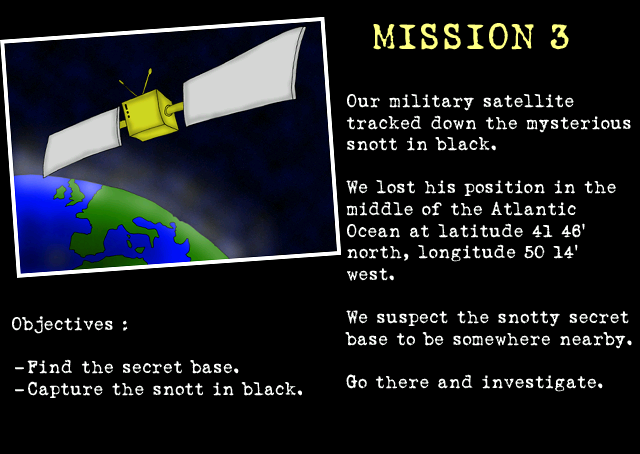 MISSION 3
Our military satellite
tracked down the mysterious
snott in black.
We lost his position in the
middle of the Atlantic
Ocean at latitude 41 46'
north, longitude 50 14'
west.
We suspect the snotty secret
base to be somewhere nearby.
Go there and investigate.
Objectives :
-Find the secret base.
-Capture the snott in black.